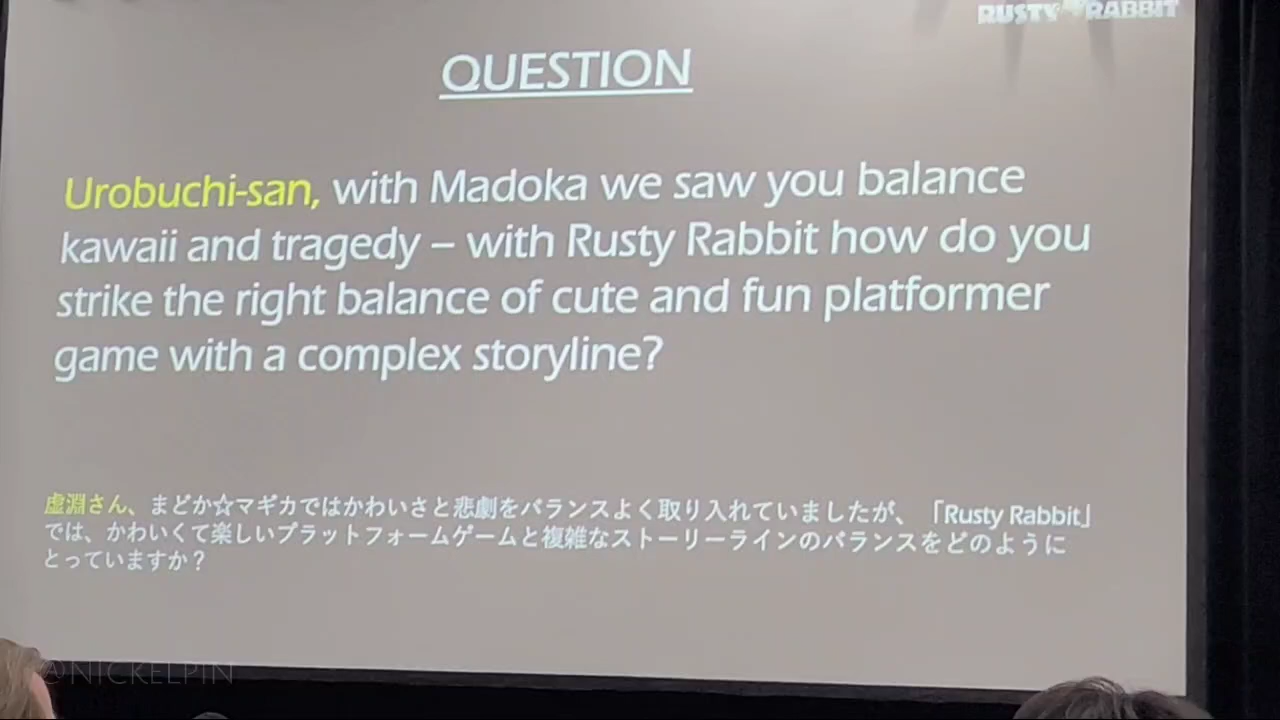 RUSTY RABBIT
QUESTION
Urobuchi-san, with Madoka we saw you balance
kawaii and tragedy – with Rusty Rabbit how do you
strike the right balance of cute and fun platformer
game with a complex storyline?
虚淵さん、まどか☆マギカではかわいさと悲劇をバランスよく取り入れていましたが、「Rusty Rabbit」
では、かわいくて楽しいプラットフォームゲームと複雑なストーリーラインのバランスをどのように
とっていますか？
@NICKELPIN